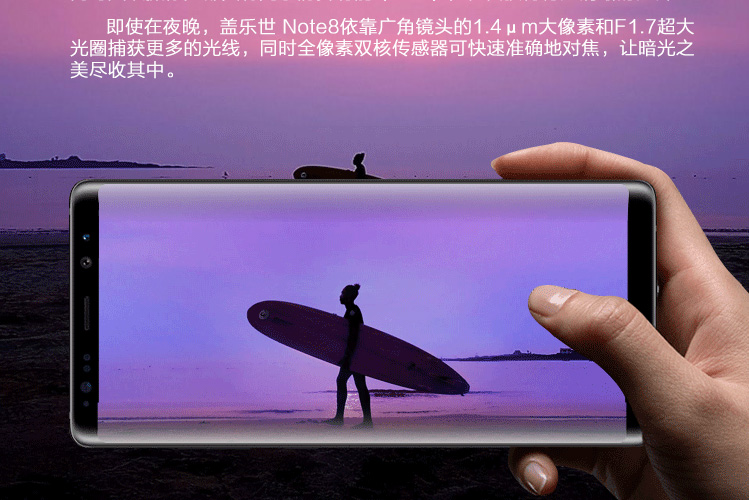 即使在夜晚，盖乐世 Note8依靠广角镜头的1.4μm大像素和F1.7超大
光圈捕获更多的光线，同时全像素双核传感器可快速准确地对焦，让暗光之
美尽收其中。